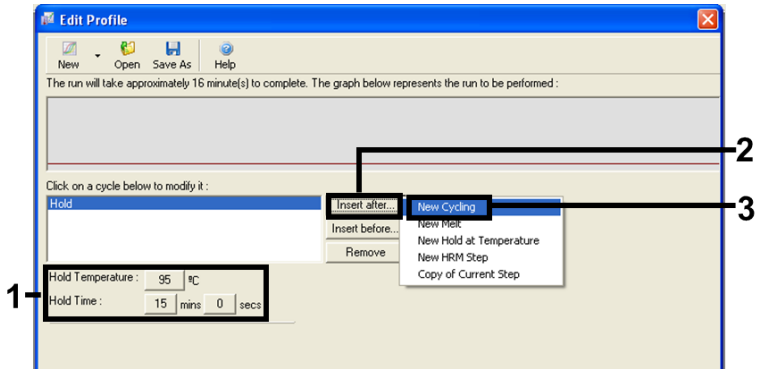 Edit Profile
New Open Save As Help
The run will take approximately 16 minute(s) to complete. The graph below represents the run to be performed :
2
Click on a cycle below to modify it :
Hold Insert after... New Cycling 3
Insert before... New Melt
New Hold at Temperature
Remove New HRM Step
Copy of Current Step
1 Hold Temperature : 95 ºC
Hold Time : 15 mins 0 secs